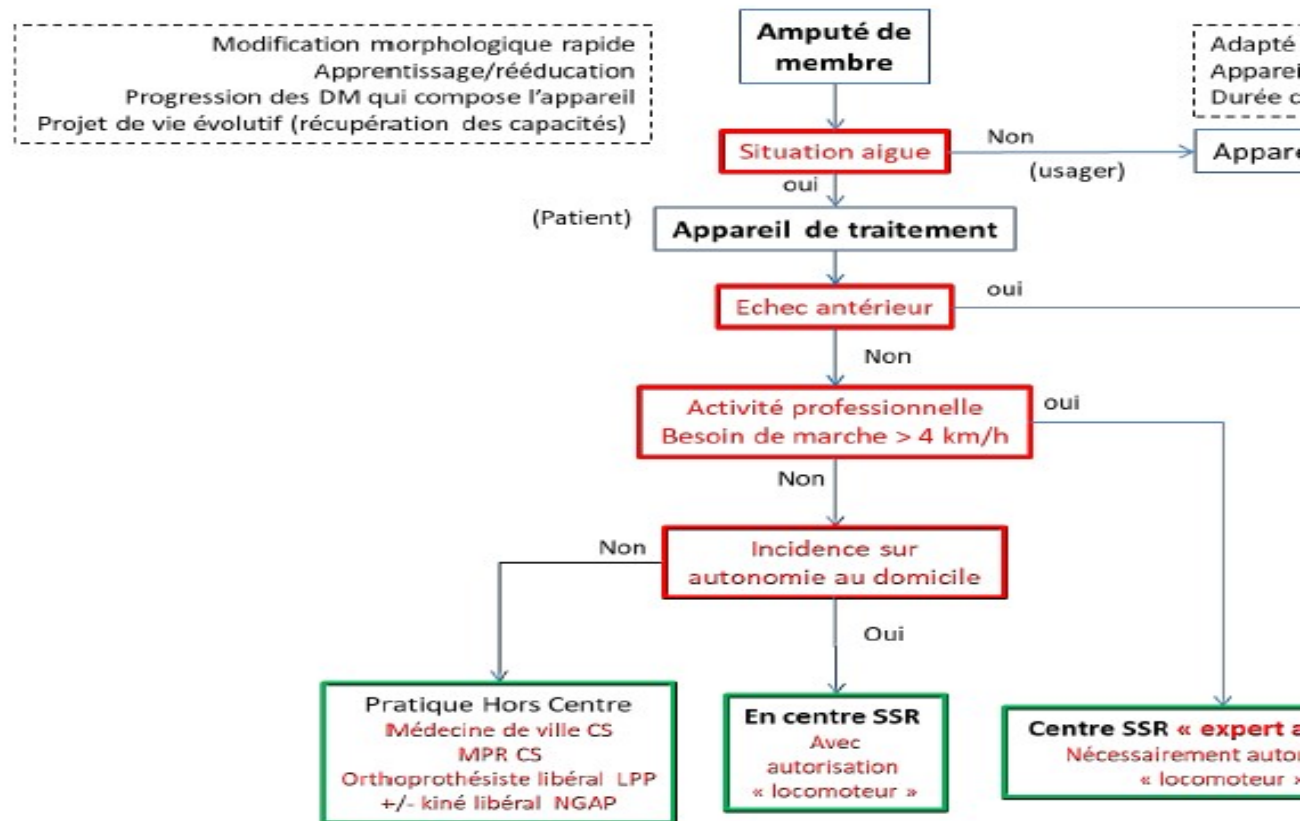 Modification morphologique rapide
Apprentissage/rééducation
Progression des DM qui compose l'appareil
Projet de vie évolutif (récupération des capacités)
Amputé de
membre
Adapté
Durée
Situation aigue
Non
(usager)
oui
(Patient)
Appareil de traitement
Echec antérieur
oui
Non
Activité professionnelle
Besoin de marche > 4 km/h
oui
Non
Incidence sur
autonomie au domicile
Non
Oui
Pratique Hors Centre
Médecine de ville CS
MPR CS
Orthoprothésiste libéral LPP
+/- kiné libéral NGAP
En centre SSR
Avec
autorisation
« locomoteur »
Centre SSR « expert
Nécessairement
« locomoteur »